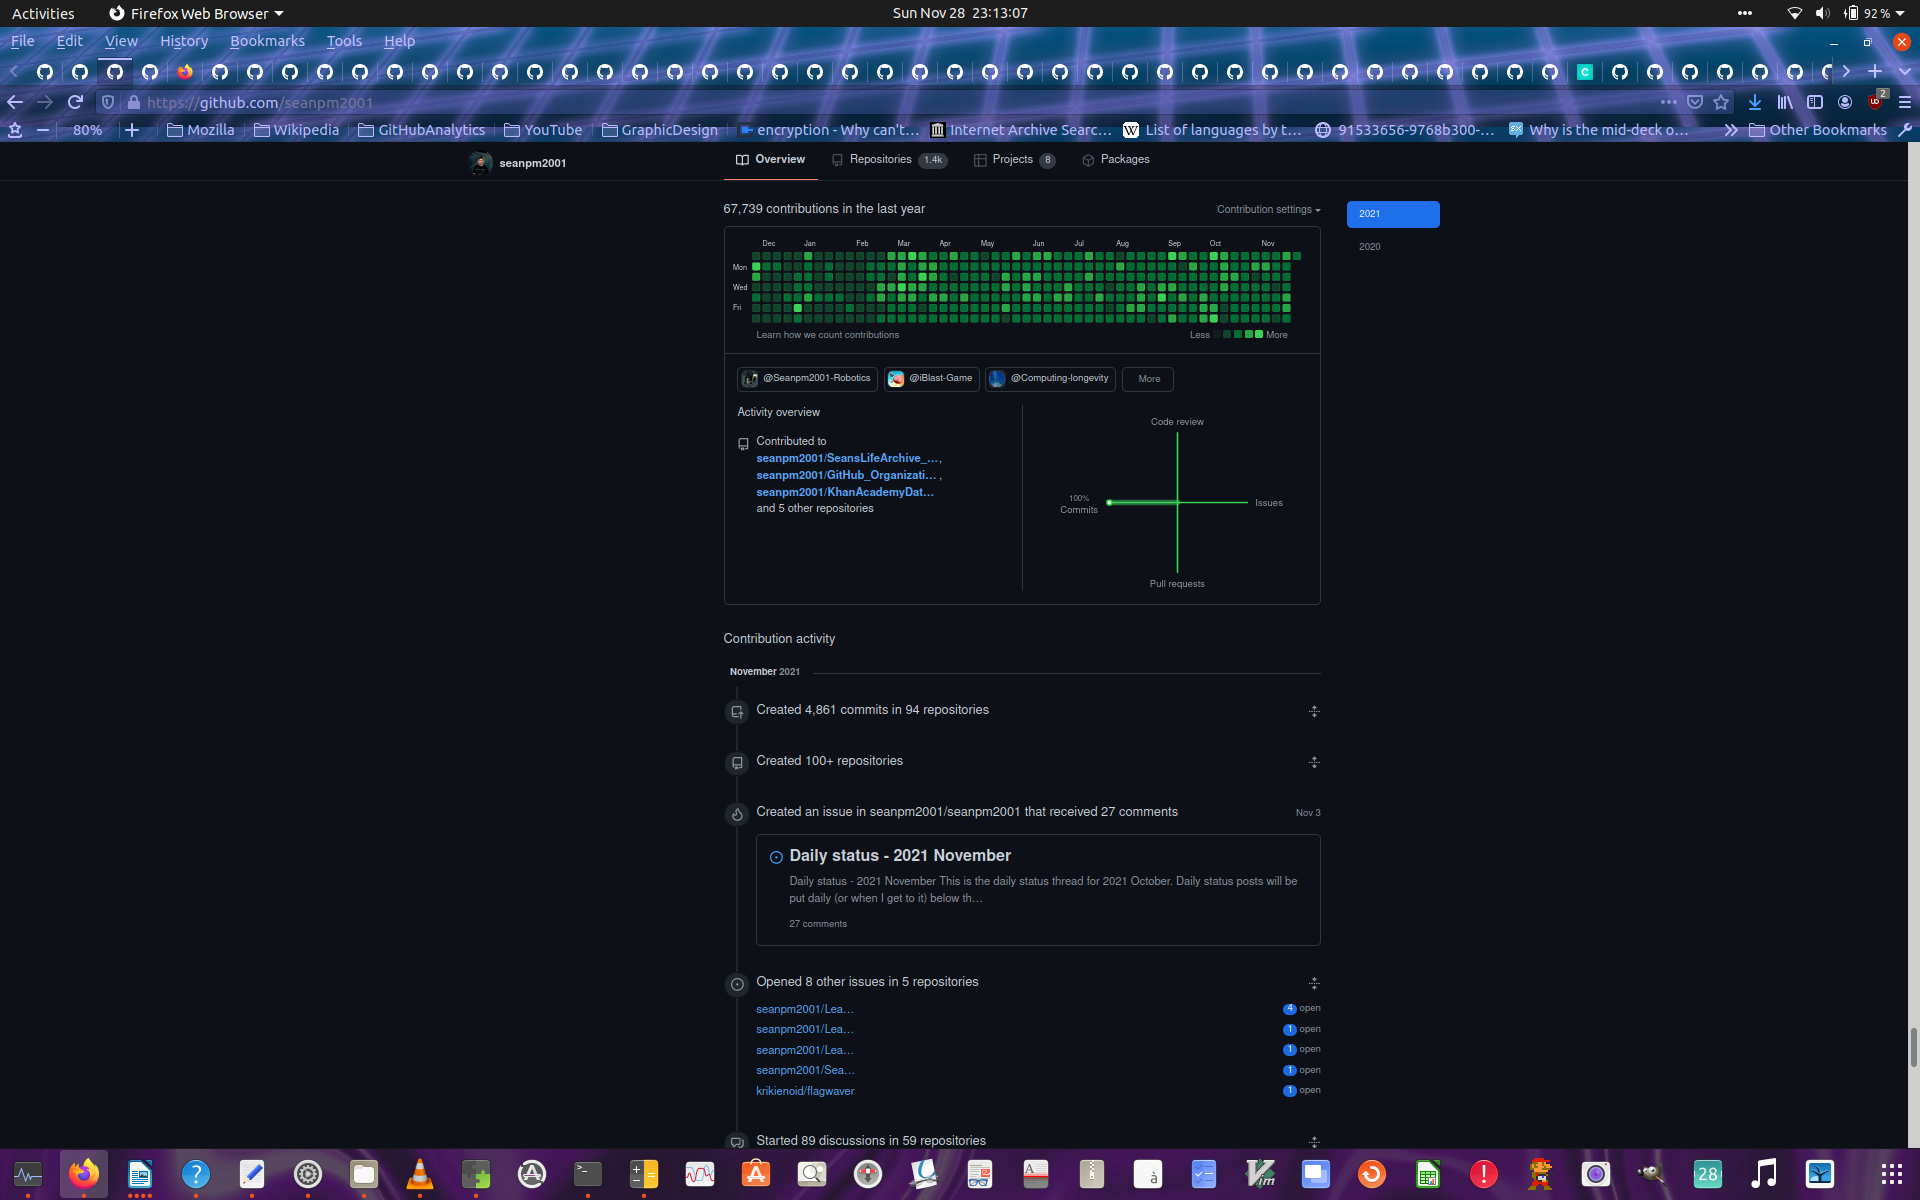 Activities
Firefox Web Browser
Sun Nov 28 23:13:07
92 %
File Edit View History Bookmarks Tools Help
https://github.com/seanpm2001
2
80%
Mozilla
Wikipedia
GitHubAnalytics
YouTube
GraphicDesign
encryption - Why can't…
Internet Archive Searc…
List of languages by t…
91533656-9768b300-…
Why is the mid-deck o…
Other Bookmarks
seanpm2001
Overview
Repositories 1.4k
Projects 8
Packages
67,739 contributions in the last year
Contribution settings
2021
2020
Dec Jan Feb Mar Apr May Jun Jul Aug Sep Oct Nov
Mon
Wed
Fri
Learn how we count contributions
Less More
@Seanpm2001-Robotics
@iBlast-Game
@Computing-longevity
More
Activity overview
Contributed to
seanpm2001/SeansLifeArchive_…,
seanpm2001/GitHub_Organizati… ,
seanpm2001/KhanAcademyDat…
and 5 other repositories
Code review
100%
Commits
Issues
Pull requests
Contribution activity
November 2021
Created 4,861 commits in 94 repositories
Created 100+ repositories
Created an issue in seanpm2001/seanpm2001 that received 27 comments
Nov 3
Daily status - 2021 November
Daily status - 2021 November This is the daily status thread for 2021 October. Daily status posts will be
put daily (or when I get to it) below th…
27 comments
Opened 8 other issues in 5 repositories
seanpm2001/Lea… 4 open
seanpm2001/Lea… 1 open
seanpm2001/Lea… 1 open
seanpm2001/Sea… 1 open
krikienoid/flagwaver 1 open
Started 89 discussions in 59 repositories
28